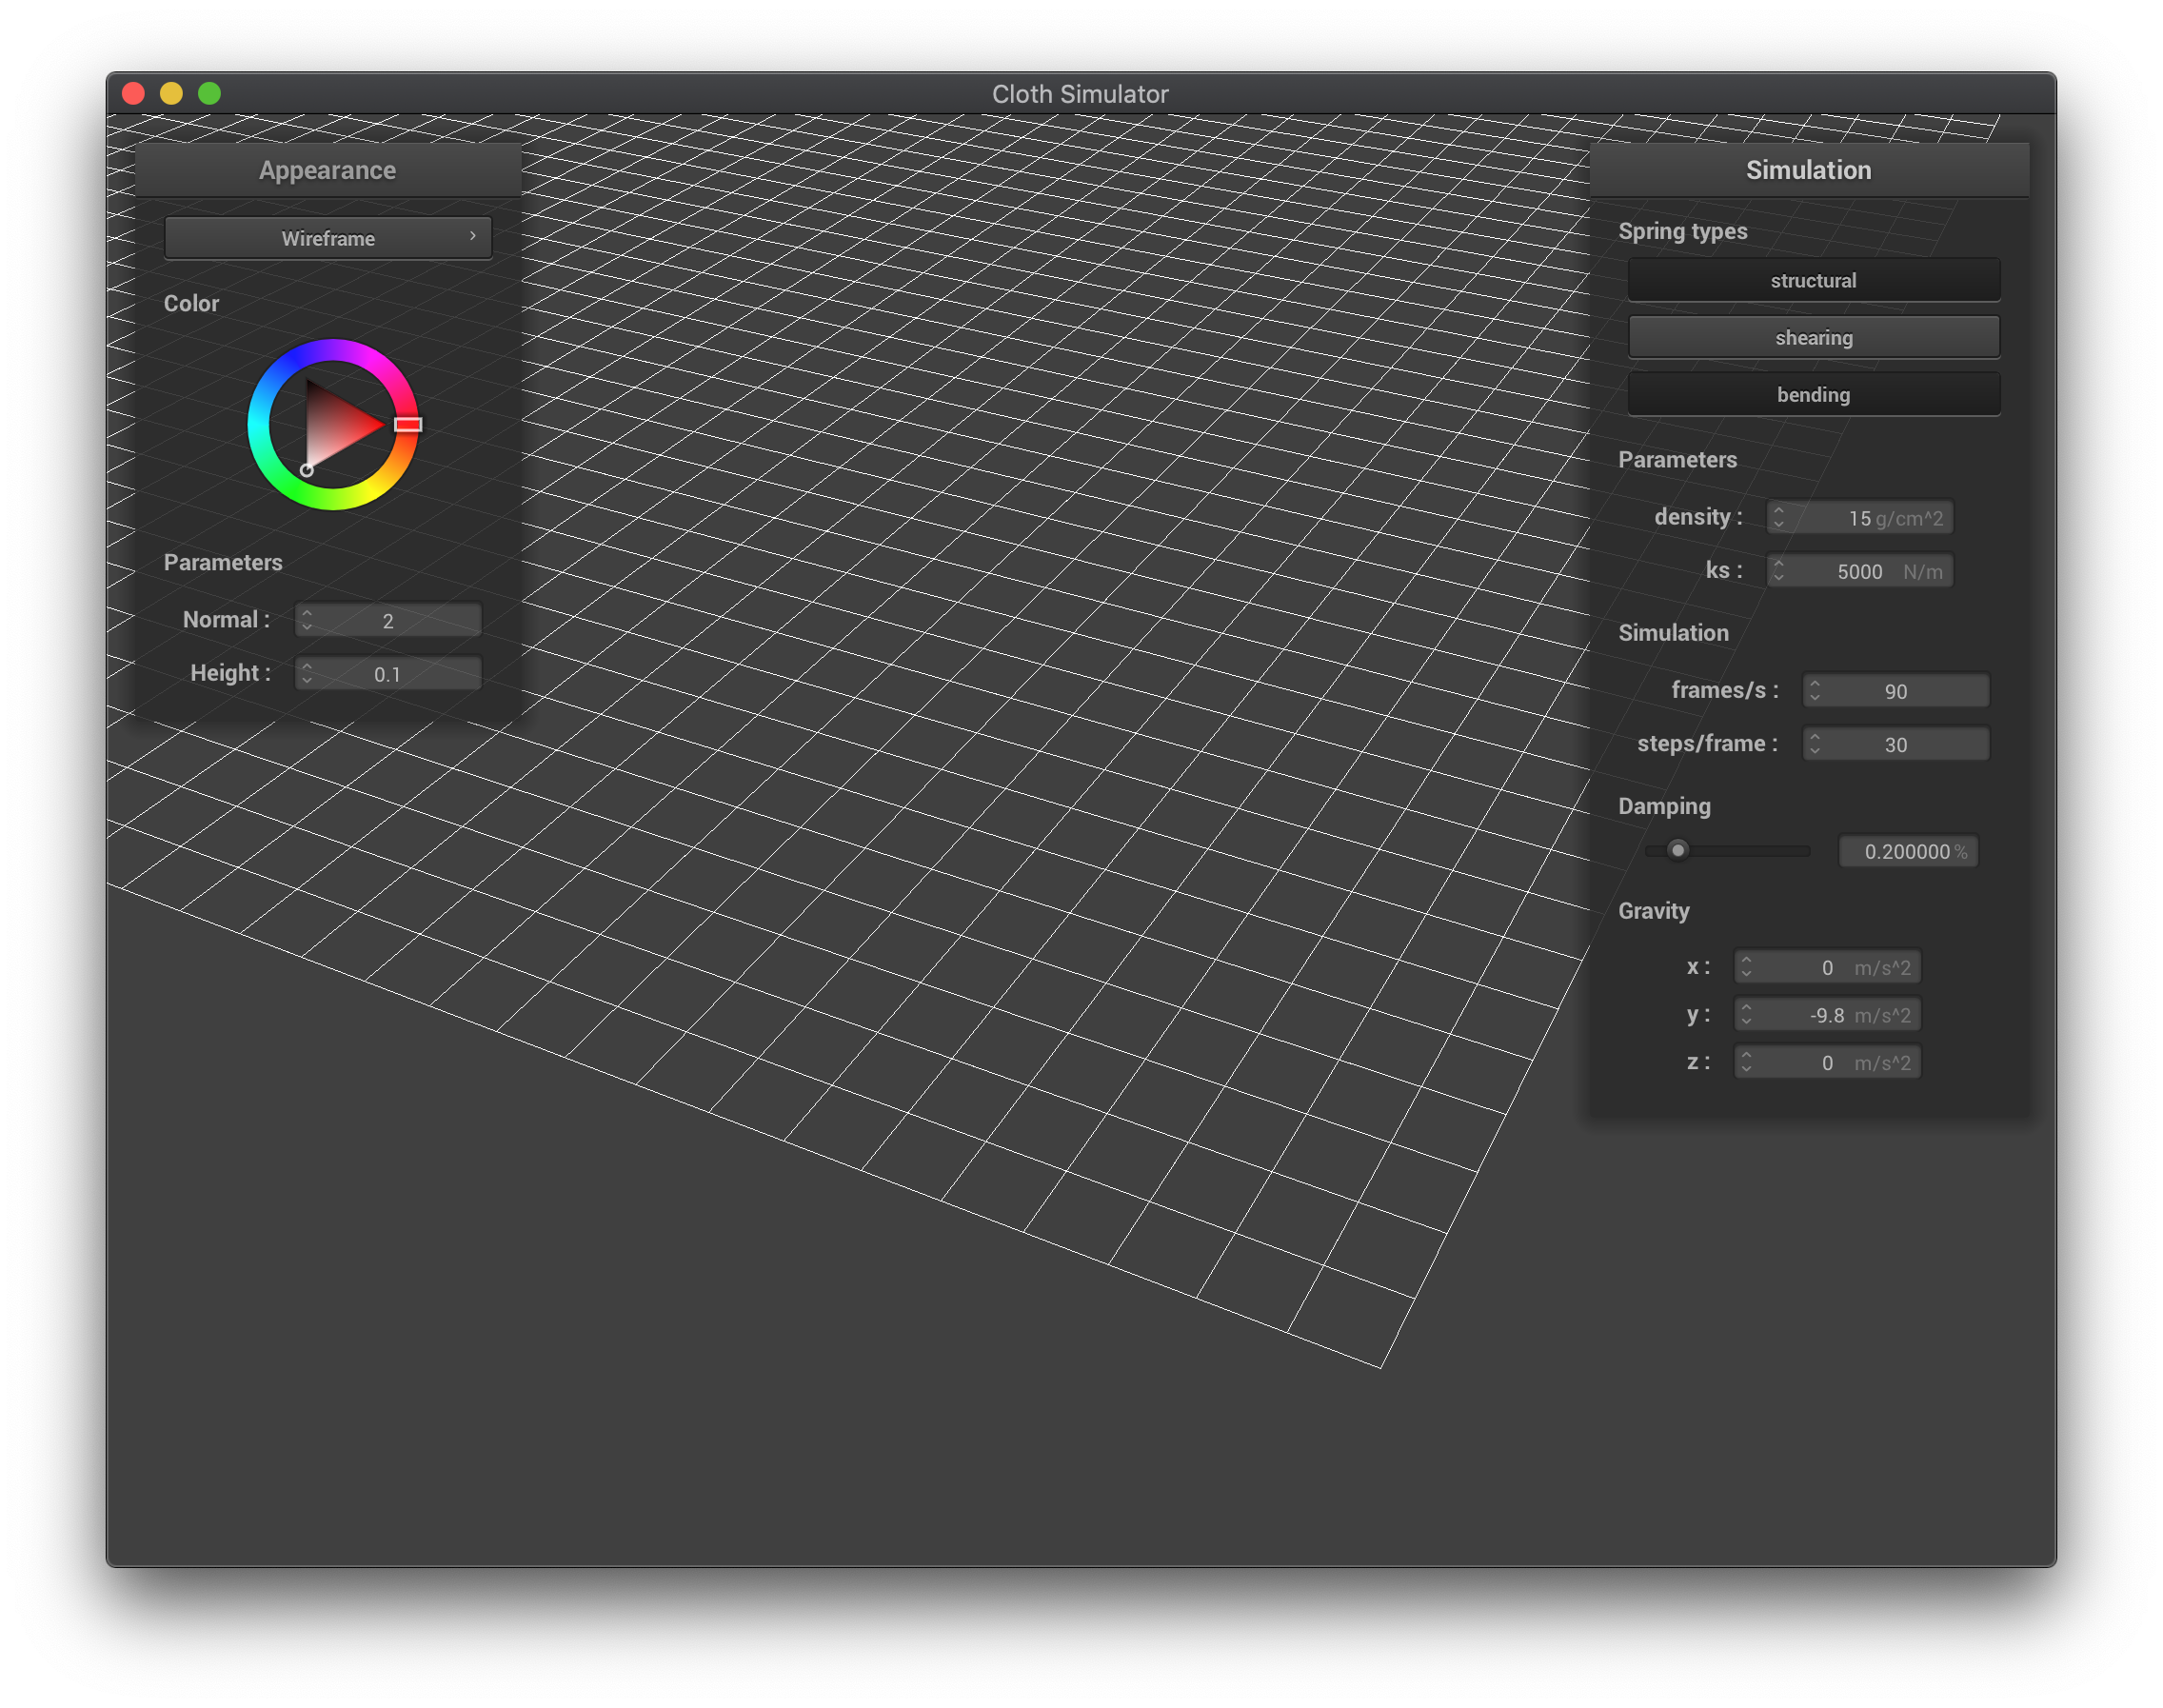 Cloth Simulator
Appearance
Wireframe
Color
Parameters
Normal : 2
Height : 0.1
Simulation
Spring types
structural
shearing
bending
Parameters
density : 15 g/cm^2
ks : 5000 N/m
Simulation
frames/s : 90
steps/frame : 30
Damping
0.200000 %
Gravity
x : 0 m/s^2
y : -9.8 m/s^2
z : 0 m/s^2